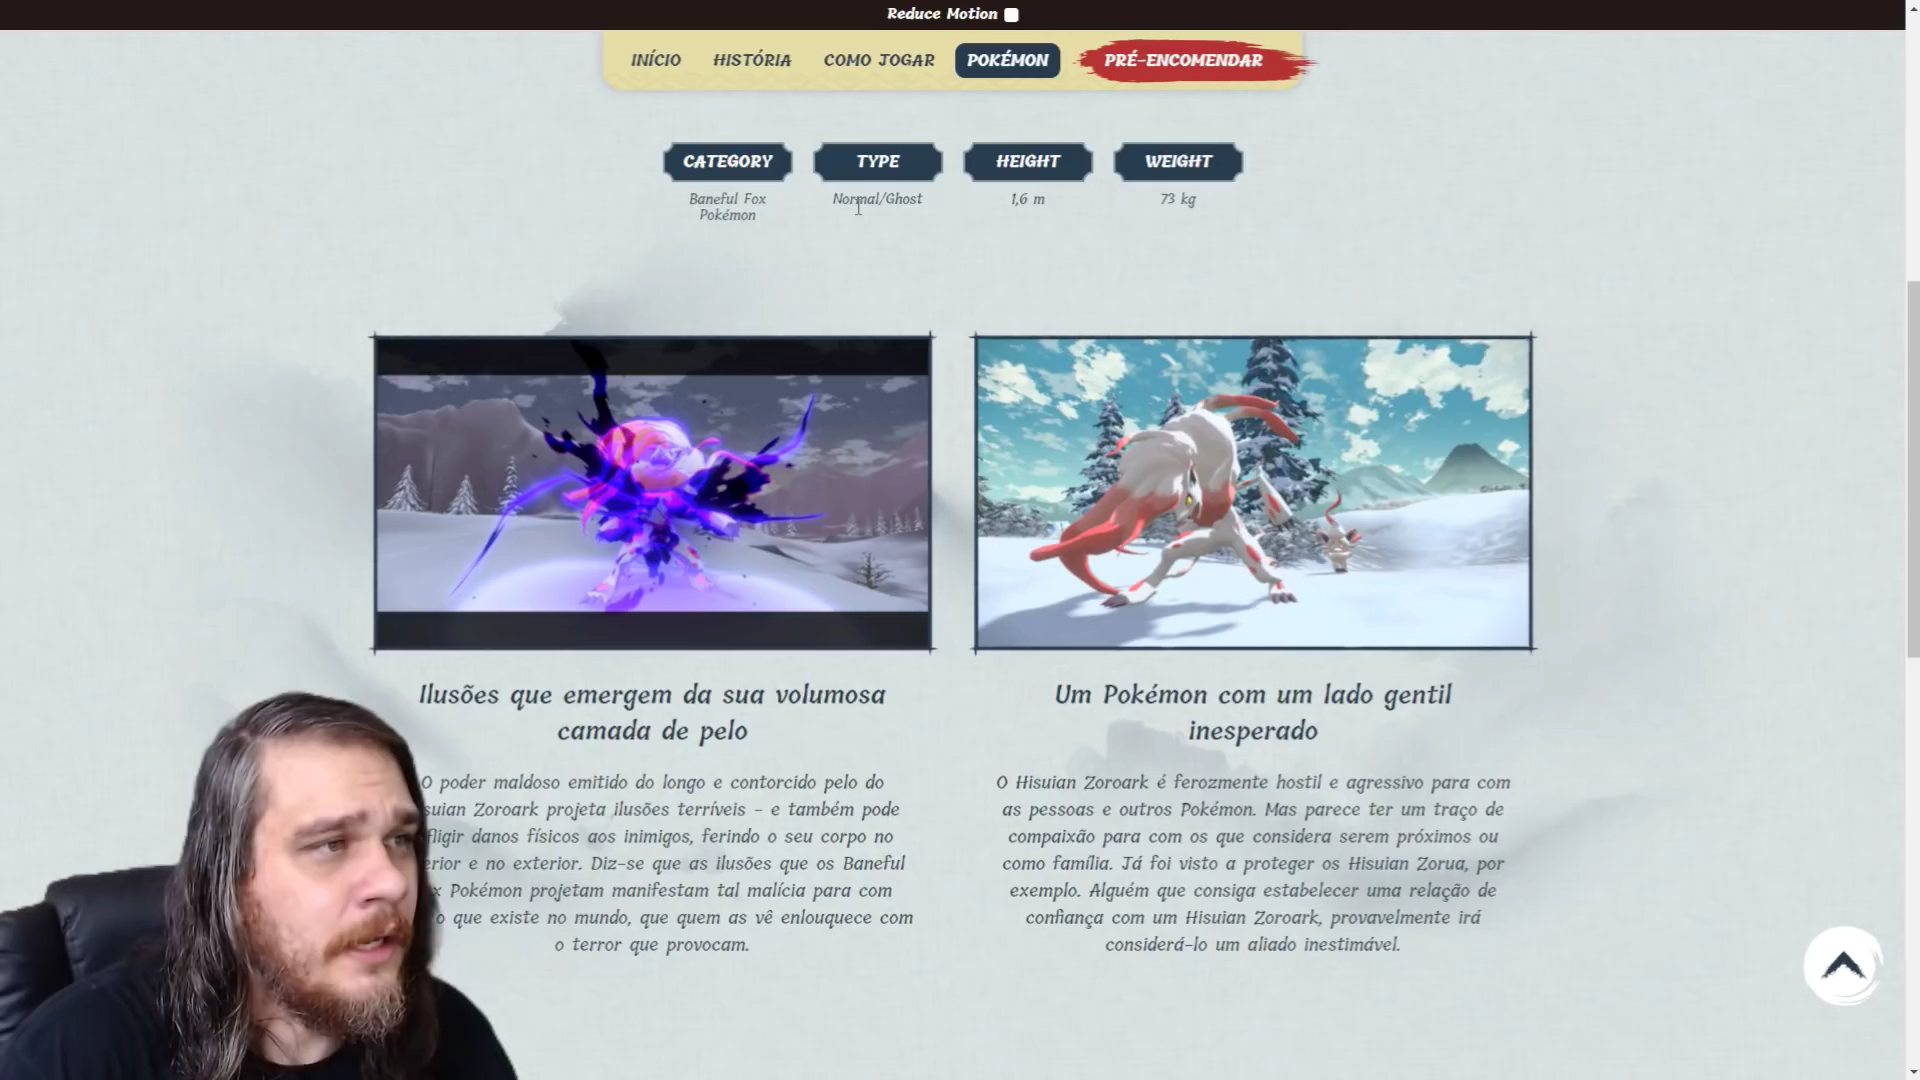 Reduce Motion
INÍCIO HISTÓRIA COMO JOGAR POKÉMON PRÉ-ENCOMENDAR
CATEGORY TYPE HEIGHT WEIGHT
Baneful Fox Pokémon
Normal/Ghost
1,6 m
73 kg
Ilusões que emergem da sua volumosa
camada de pelo
O poder maldoso emitido do longo e contorcido pelo do
Zoroark projeta ilusões terríveis - e também pode
danos físicos aos inimigos, ferindo o seu corpo no
e no exterior. Diz-se que as ilusões que os Baneful
Pokémon projetam manifestam tal malícia para com
o que existe no mundo, que quem as vê enlouquece com
o terror que provocam.
Um Pokémon com um lado gentil
inesperado
O Hisuian Zoroark é ferozmente hostil e agressivo para com
as pessoas e outros Pokémon. Mas parece ter um traço de
compaixão para com os que considera serem próximos ou
como família. Já foi visto a proteger os Hisuian Zorua, por
exemplo. Alguém que consiga estabelecer uma relação de
confiança com um Hisuian Zoroark, provavelmente irá
considerá-lo um aliado inestimável.